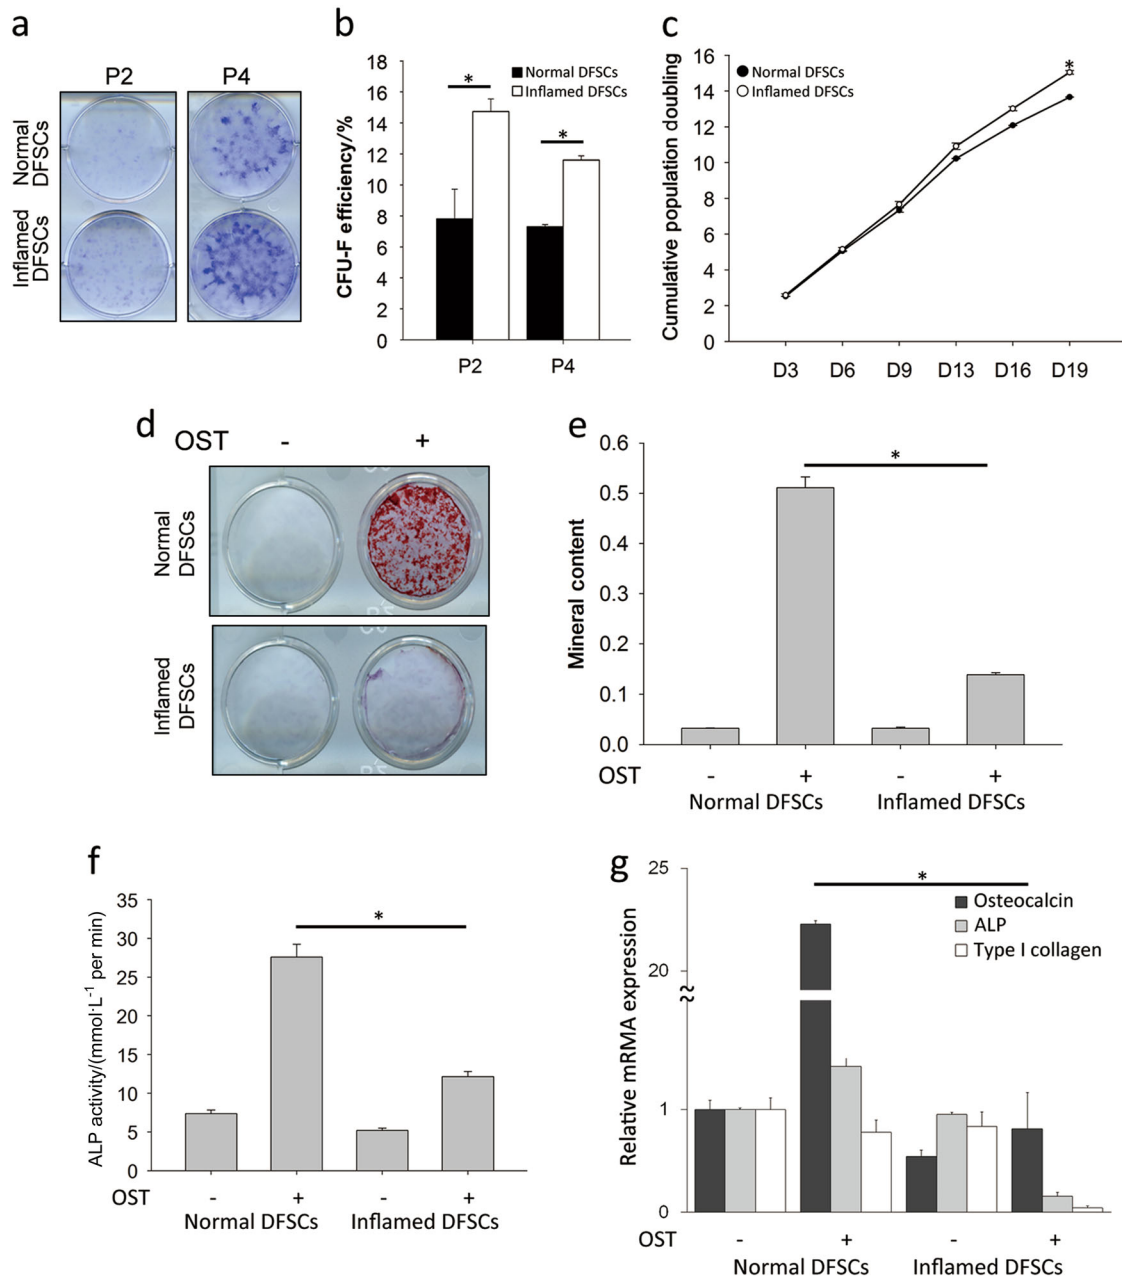 a
P2
P4
Normal
DFSCs
Inflamed
DFSCs
b
CFU-F efficiency/%
18
16
14
12
10
8
6
4
2
0
Normal DFSCs
Inflamed DFSCs
*
*
P2
P4
c
Cumulative population doubling
16
14
12
10
8
6
4
2
0
Normal DFSCs
Inflamed DFSCs
*
D3
D6
D9
D13
D16
D19
d
OST
-
+
Normal
DFSCs
Inflamed
DFSCs
e
Mineral content
0.6
0.5
0.4
0.3
0.2
0.1
0.0
*
OST
-
+
-
+
Normal DFSCs
Inflamed DFSCs
f
ALP activity/(mmol·L⁻¹ per min)
35
30
25
20
15
10
5
0
*
OST
-
+
-
+
Normal DFSCs
Inflamed DFSCs
g
Relative mRMA expression
25
20
1
0
*
Osteocalcin
ALP
Type I collagen
OST
-
+
-
+
Normal DFSCs
Inflamed DFSCs